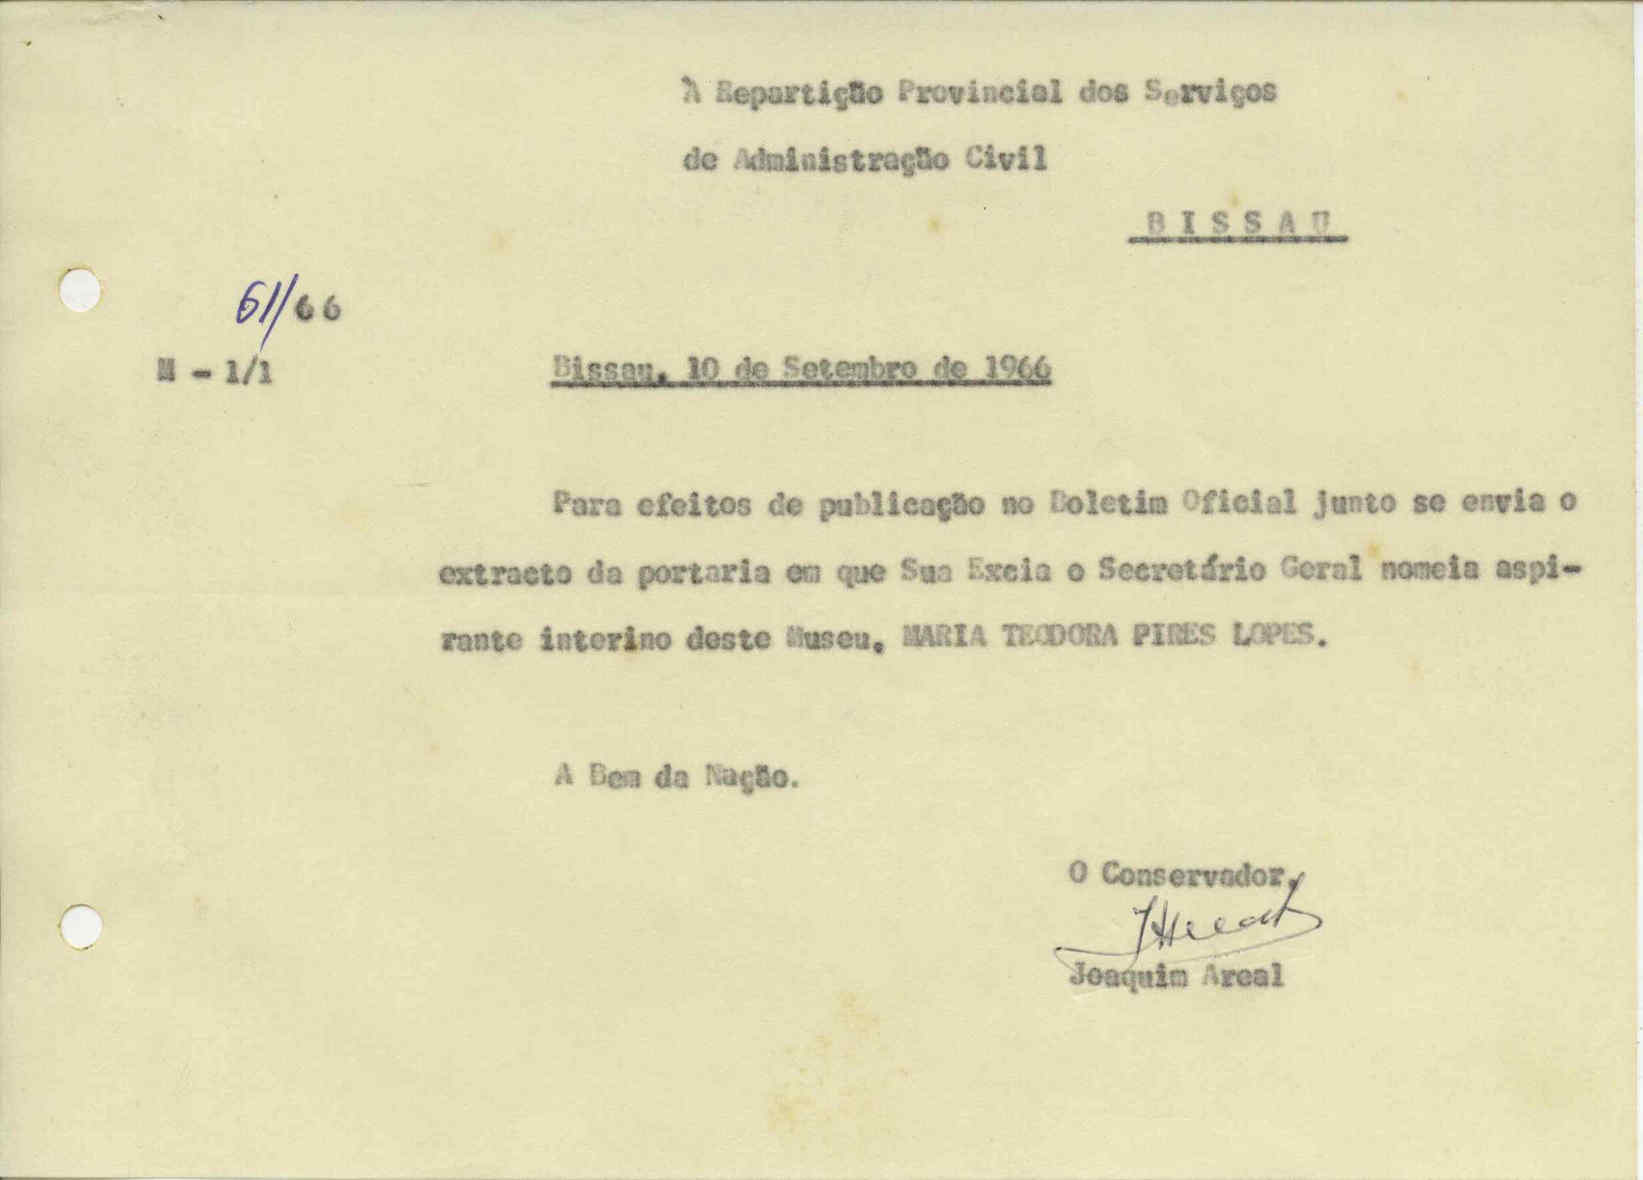 À Repartição Provincial dos Serviços
de Administração Civil
BISSAU
61/66
M - 1/1
Bissau, 10 de Setembro de 1966
Para efeitos de publicação no Boletim Oficial junto se envia o
extracto da portaria em que Sua Excia o Secretário Geral nomeia aspi-
rante interino deste Museu, MARIA TEODORA PIRES LOPES.
A Bem da Nação.
O Conservador,
JAreal
Joaquim Areal